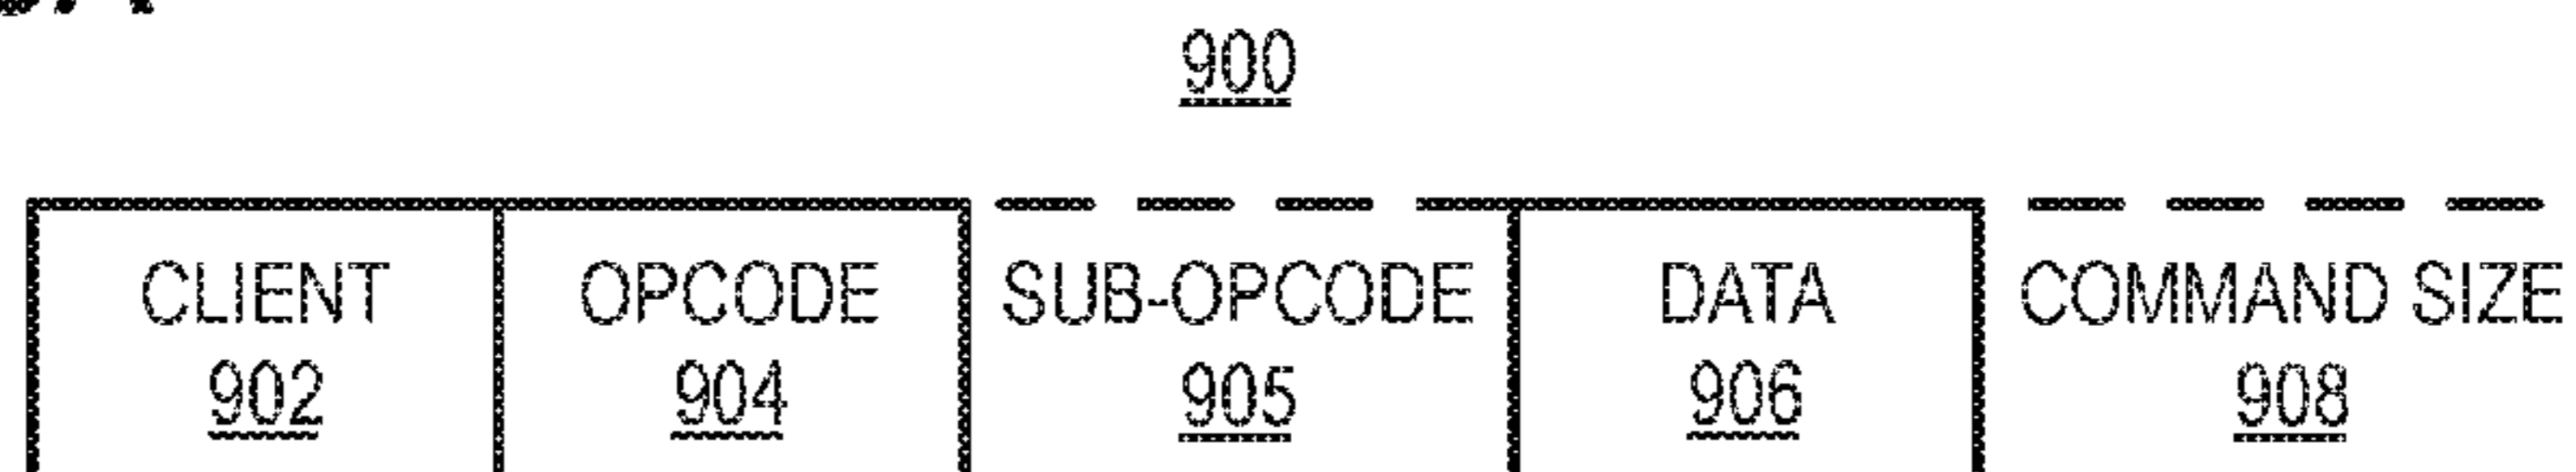 900
CLIENT OPCODE SUB-OPCODE DATA COMMAND SIZE
902 904 905 906 908